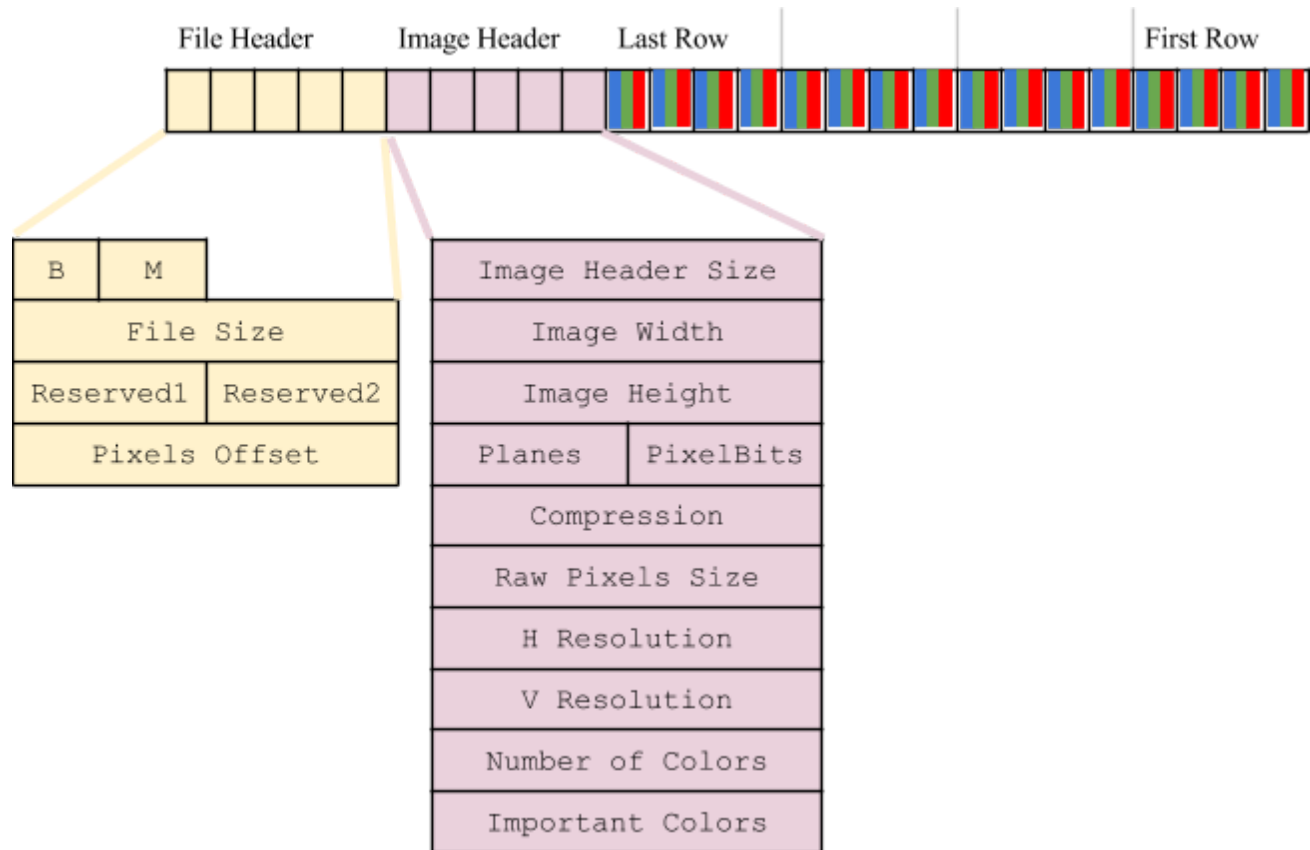 File Header Image Header Last Row First Row
B M Image Header Size
File Size Image Width
Reserved1 Reserved2 Image Height
Pixels Offset Planes PixelBits
Compression
Raw Pixels Size
H Resolution
V Resolution
Number of Colors
Important Colors